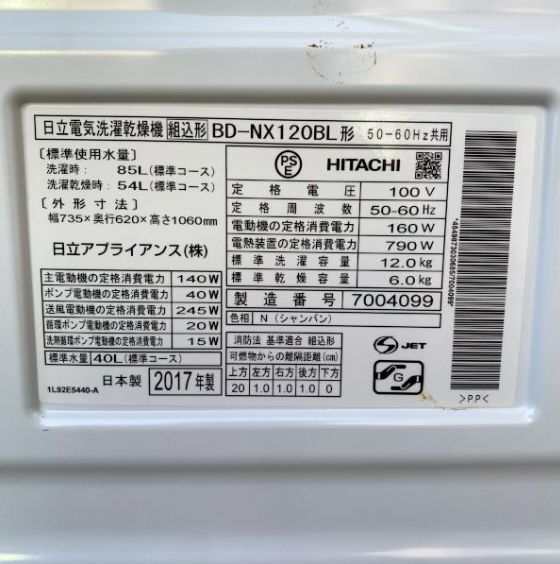 日立電気洗濯乾燥機 組込形 BD-NX120BL形 50-60Hz共用
〔標準使用水量〕
洗濯時： 85L(標準コース)
洗濯乾燥時： 54L(標準コース)
〔外形寸法〕
幅735×奥行620×高さ1060mm
日立アプライアンス(株)
主電動機の定格消費電力 140W
ポンプ電動機の定格消費電力 40W
送風電動機の定格消費電力 245W
循環ポンプ電動機の定格消費電力 20W
洗剤循ポンプ電動機の定格消費電力 15W
標準水量 40L(標準コース)
1L92E5440-A
日本製 2017年製
PSE HITACHI
定格電圧 100V
定格周波数 50-60Hz
電動機の定格消費電力 160W
電熱装置の定格消費電力 790W
標準洗濯容量 12.0kg
標準乾燥容量 6.0kg
製造番号 7004099
色相 N (シャンパン)
消防法 基準適合 組込形
可燃物からの離隔距離(cm)
上方 左方 右方 後方 下方
20 1.0 1.0 1.0 0
S JET
G
>PP<